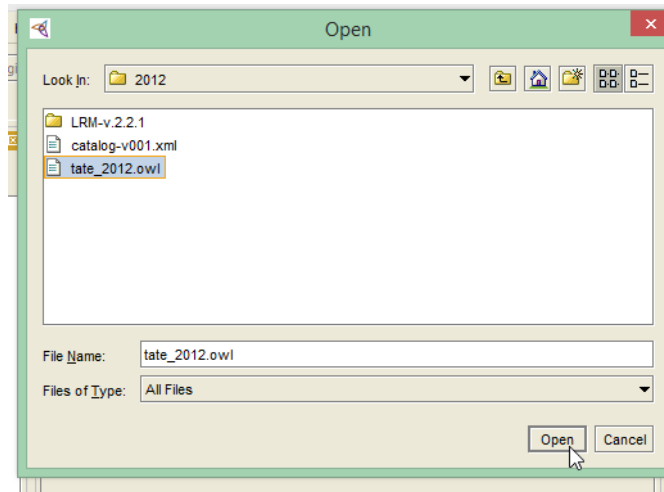 Open
Look In: 2012
LRM-v.2.2.1
catalog-v001.xml
tate_2012.owl
File Name: tate_2012.owl
Files of Type: All Files
Open Cancel